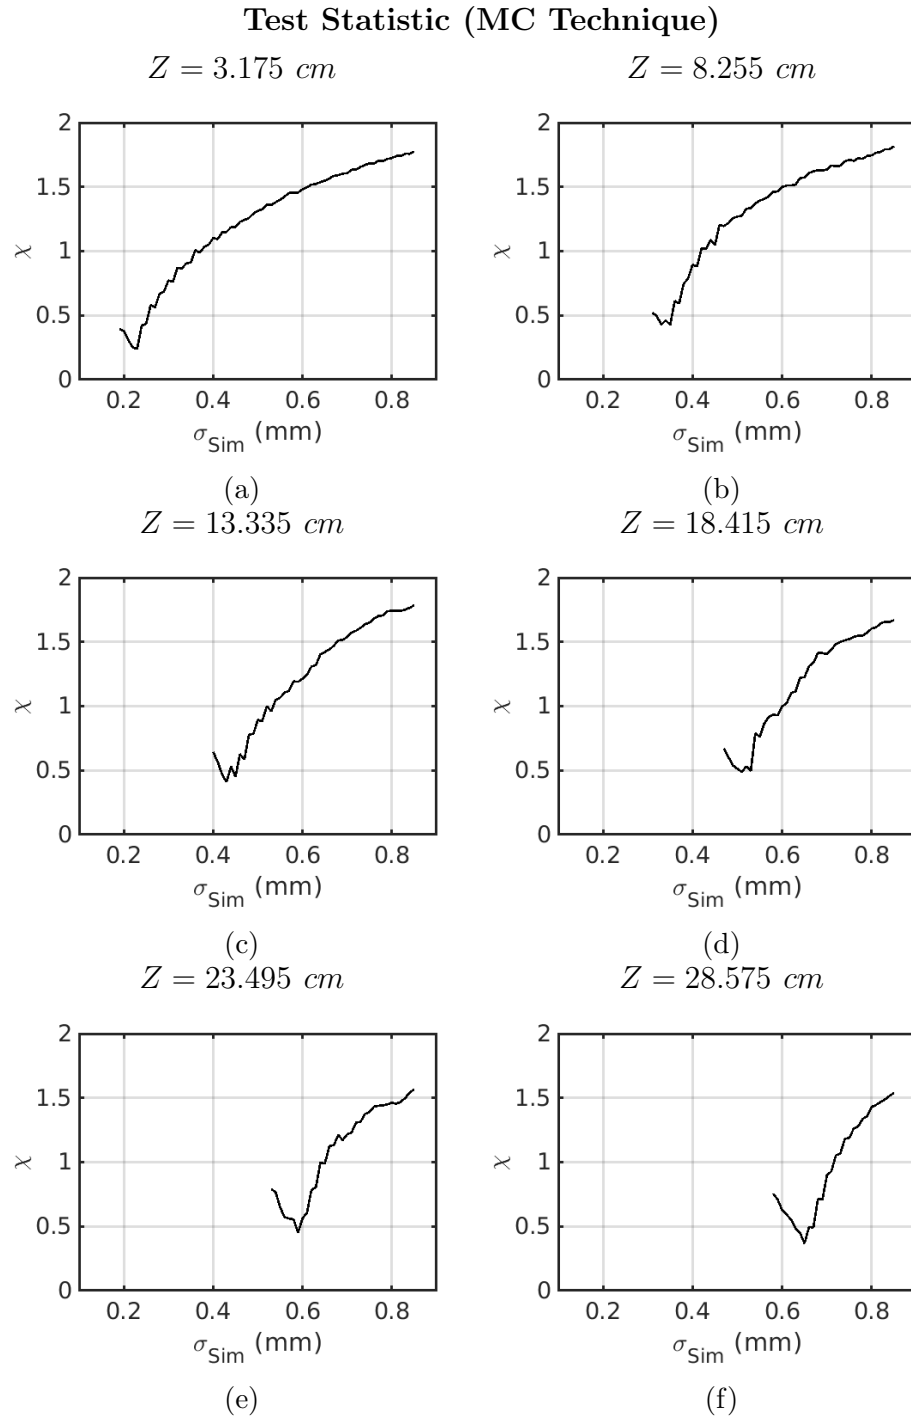 Test Statistic (MC Technique)
Z = 3.175 cm
Z = 8.255 cm
2
1.5
1
0.5
0
χ
0.2 0.4 0.6 0.8
σSim (mm)
(a)
2
1.5
1
0.5
0
χ
0.2 0.4 0.6 0.8
σSim (mm)
(b)
Z = 13.335 cm
Z = 18.415 cm
2
1.5
1
0.5
0
χ
0.2 0.4 0.6 0.8
σSim (mm)
(c)
2
1.5
1
0.5
0
χ
0.2 0.4 0.6 0.8
σSim (mm)
(d)
Z = 23.495 cm
Z = 28.575 cm
2
1.5
1
0.5
0
χ
0.2 0.4 0.6 0.8
σSim (mm)
(e)
2
1.5
1
0.5
0
χ
0.2 0.4 0.6 0.8
σSim (mm)
(f)